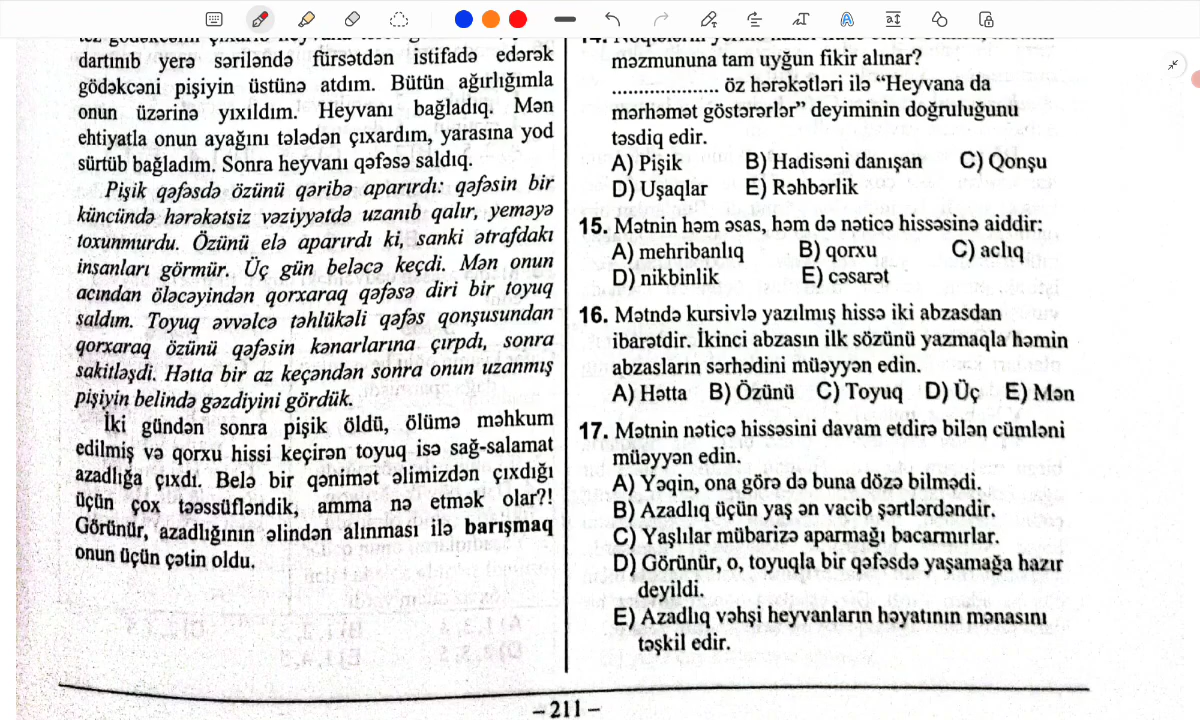 dartınıb yerə səriləndə fürsətdən istifadə edərək
gödəkcəni pişiyin üstünə atdım. Bütün ağırlığımla
onun üzərinə yıxıldım. Heyvanı bağladıq. Mən
ehtiyatla onun ayağını tələdən çıxardım, yarasına yod
sürtüb bağladım. Sonra heyvanı qəfəsə saldıq.
Pişik qəfəsdə özünü qəribə aparırdı: qəfəsin bir
küncündə hərəkətsiz vəziyyətdə uzanıb qalır, yeməyə
toxunmurdu. Özünü elə aparırdı ki, sanki ətrafdakı
insanları görmür. Üç gün beləcə keçdi. Mən onun
acından öləcəyindən qorxaraq qəfəsə diri bir toyuq
saldım. Toyuq əvvəlcə təhlükəli qəfəs qonşusundan
qorxaraq özünü qəfəsin kənarlarına çırpdı, sonra
sakitləşdi. Hətta bir az keçəndən sonra onun uzanmış
pişiyin belində gəzdiyini gördük.
İki gündən sonra pişik öldü, ölümə məhkum
edilmiş və qorxu hissi keçirən toyuq isə sağ-salamat
azadlığa çıxdı. Belə bir qənimət əlimizdən çıxdığı
üçün çox təəssüfləndik, amma nə etmək olar?!
Görünür, azadlığının əlindən alınması ilə barışmaq
onun üçün çətin oldu.
məzmununa tam uyğun fikir alınar?
.................... öz hərəkətləri ilə “Heyvana da
mərhəmət göstərərlər” deyiminin doğruluğunu
təsdiq edir.
A) Pişik B) Hadisəni danışan C) Qonşu
D) Uşaqlar E) Rəhbərlik
15. Mətnin həm əsas, həm də nəticə hissəsinə aiddir:
A) mehribanlıq B) qorxu C) aclıq
D) nikbinlik E) cəsarət
16. Mətndə kursivlə yazılmış hissə iki abzasdan
ibarətdir. İkinci abzasın ilk sözünü yazmaqla həmin
abzasların sərhədini müəyyən edin.
A) Hətta B) Özünü C) Toyuq D) Üç E) Mən
17. Mətnin nəticə hissəsini davam etdirə bilən cümləni
müəyyən edin.
A) Yəqin, ona görə də buna dözə bilmədi.
B) Azadlıq üçün yaş ən vacib şərtlərdəndir.
C) Yaşlılar mübarizə aparmağı bacarmırlar.
D) Görünür, o, toyuqla bir qəfəsdə yaşamağa hazır
deyildi.
E) Azadlıq vəhşi heyvanların həyatının mənasını
təşkil edir.
– 211 –